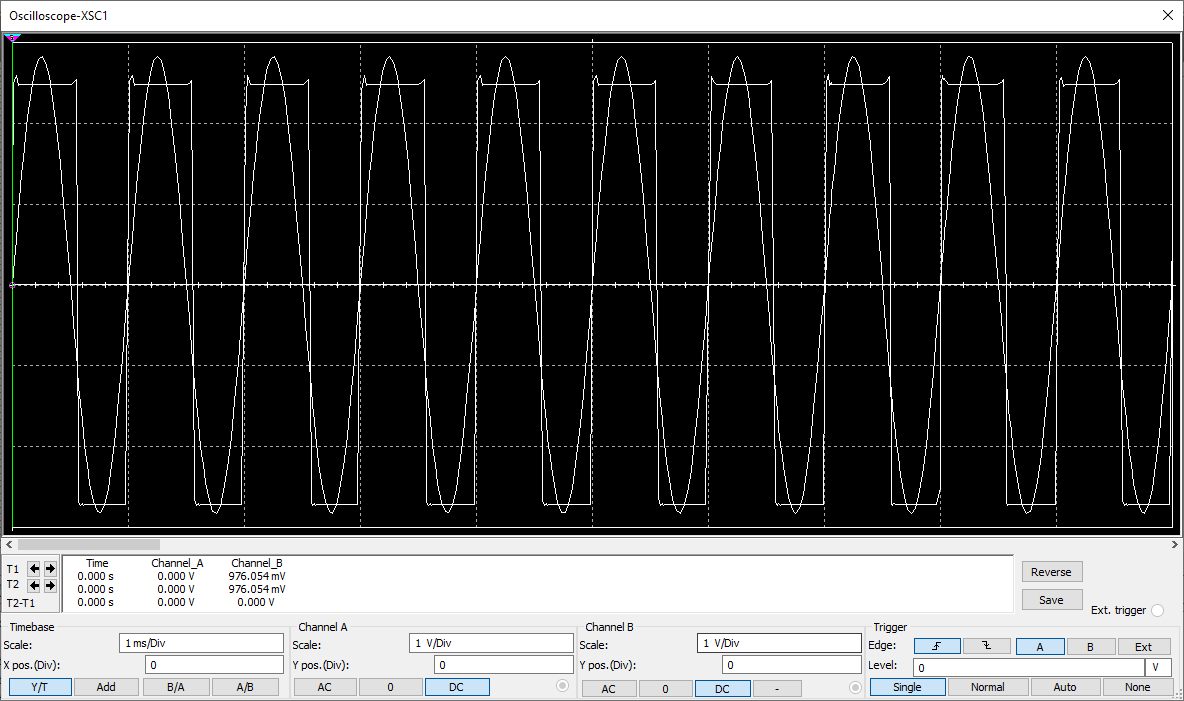 Oscilloscope-XSC1
T1
T2
T2-T1
Time Channel_A Channel_B
0.000 s 0.000 V 976.054 mV
0.000 s 0.000 V 976.054 mV
0.000 s 0.000 V 0.000 V
Reverse
Save
Ext. trigger
Timebase
Scale: 1 ms/Div
X pos.(Div): 0
Y/T Add B/A A/B
Channel A
Scale: 1 V/Div
Y pos.(Div): 0
AC 0 DC
Channel B
Scale: 1 V/Div
Y pos.(Div): 0
AC 0 DC -
Trigger
Edge: A B Ext
Level: 0 V
Single Normal Auto None